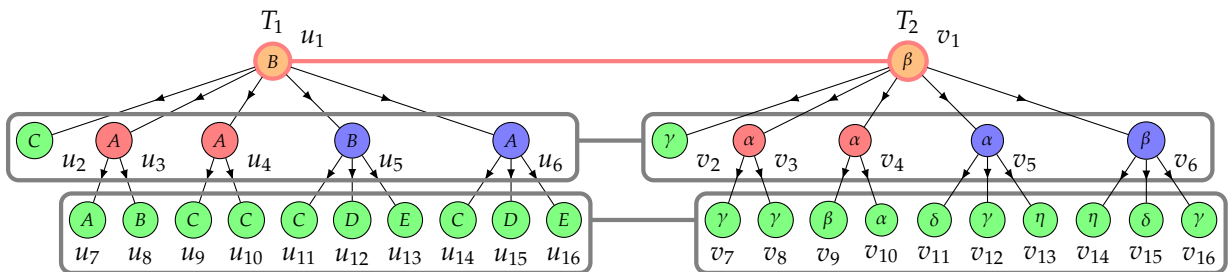 T₁ u₁ T₂ v₁
B β
C A A B A γ α α α β
u₂ u₃ u₄ u₅ u₆ v₂ v₃ v₄ v₅ v₆
A B C C C D E C D E γ γ β α δ γ η η δ γ
u₇ u₈ u₉ u₁₀ u₁₁ u₁₂ u₁₃ u₁₄ u₁₅ u₁₆ v₇ v₈ v₉ v₁₀ v₁₁ v₁₂ v₁₃ v₁₄ v₁₅ v₁₆